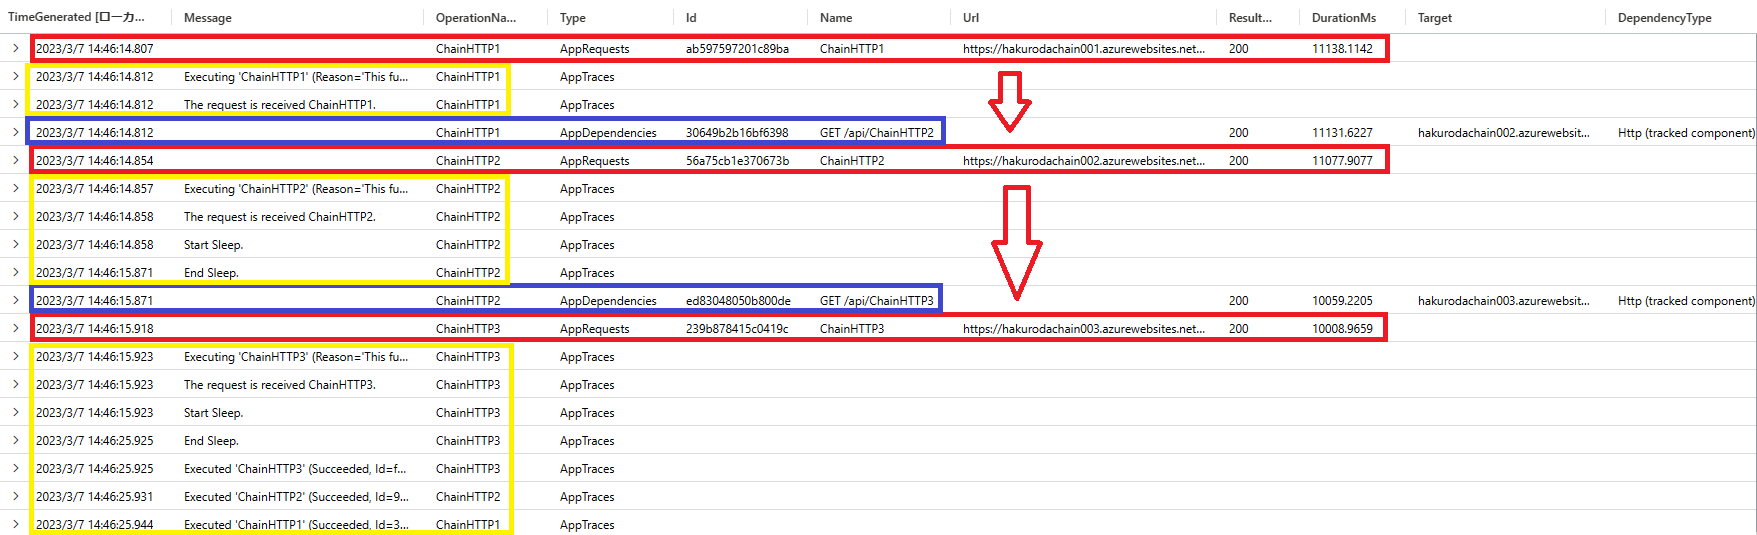 TimeGenerated [ローカ... Message OperationNa... Type Id Name Url Result... DurationMs Target DependencyType
2023/3/7 14:46:14.807 ChainHTTP1 AppRequests ab597597201c89ba ChainHTTP1 https://hakurodachain001.azurewebsites.net... 200 11138.1142
2023/3/7 14:46:14.812 Executing 'ChainHTTP1' (Reason='This fu... ChainHTTP1 AppTraces
2023/3/7 14:46:14.812 The request is received ChainHTTP1. ChainHTTP1 AppTraces
2023/3/7 14:46:14.812 ChainHTTP1 AppDependencies 30649b2b16bf6398 GET /api/ChainHTTP2 200 11131.6227 hakurodachain002.azurewebsit... Http (tracked component)
2023/3/7 14:46:14.854 ChainHTTP2 AppRequests 56a75cb1e370673b ChainHTTP2 https://hakurodachain002.azurewebsites.net... 200 11077.9077
2023/3/7 14:46:14.857 Executing 'ChainHTTP2' (Reason='This fu... ChainHTTP2 AppTraces
2023/3/7 14:46:14.858 The request is received ChainHTTP2. ChainHTTP2 AppTraces
2023/3/7 14:46:14.858 Start Sleep. ChainHTTP2 AppTraces
2023/3/7 14:46:15.871 End Sleep. ChainHTTP2 AppTraces
2023/3/7 14:46:15.871 ChainHTTP2 AppDependencies ed83048050b800de GET /api/ChainHTTP3 200 10059.2205 hakurodachain003.azurewebsit... Http (tracked component)
2023/3/7 14:46:15.918 ChainHTTP3 AppRequests 239b878415c0419c ChainHTTP3 https://hakurodachain003.azurewebsites.net... 200 10008.9659
2023/3/7 14:46:15.923 Executing 'ChainHTTP3' (Reason='This fu... ChainHTTP3 AppTraces
2023/3/7 14:46:15.923 The request is received ChainHTTP3. ChainHTTP3 AppTraces
2023/3/7 14:46:15.923 Start Sleep. ChainHTTP3 AppTraces
2023/3/7 14:46:25.925 End Sleep. ChainHTTP3 AppTraces
2023/3/7 14:46:25.925 Executed 'ChainHTTP3' (Succeeded, Id=f... ChainHTTP3 AppTraces
2023/3/7 14:46:25.931 Executed 'ChainHTTP2' (Succeeded, Id=9... ChainHTTP2 AppTraces
2023/3/7 14:46:25.944 Executed 'ChainHTTP1' (Succeeded, Id=3... ChainHTTP1 AppTraces